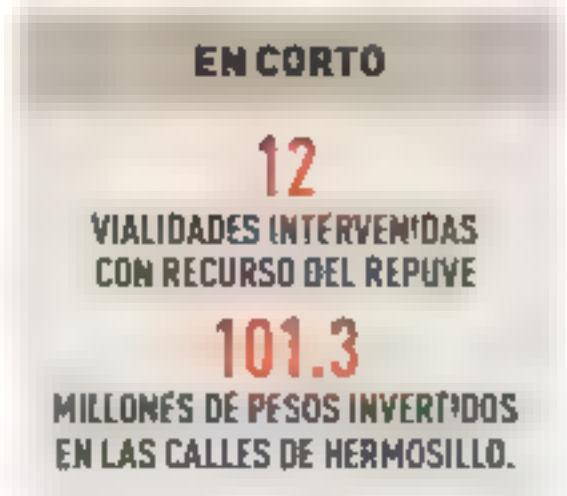 EN CORTO
12
VIALIDADES INTERVENIDAS
CON RECURSO DEL REPUVE
101.3
MILLONES DE PESOS INVERTIDOS
EN LAS CALLES DE HERMOSILLO.